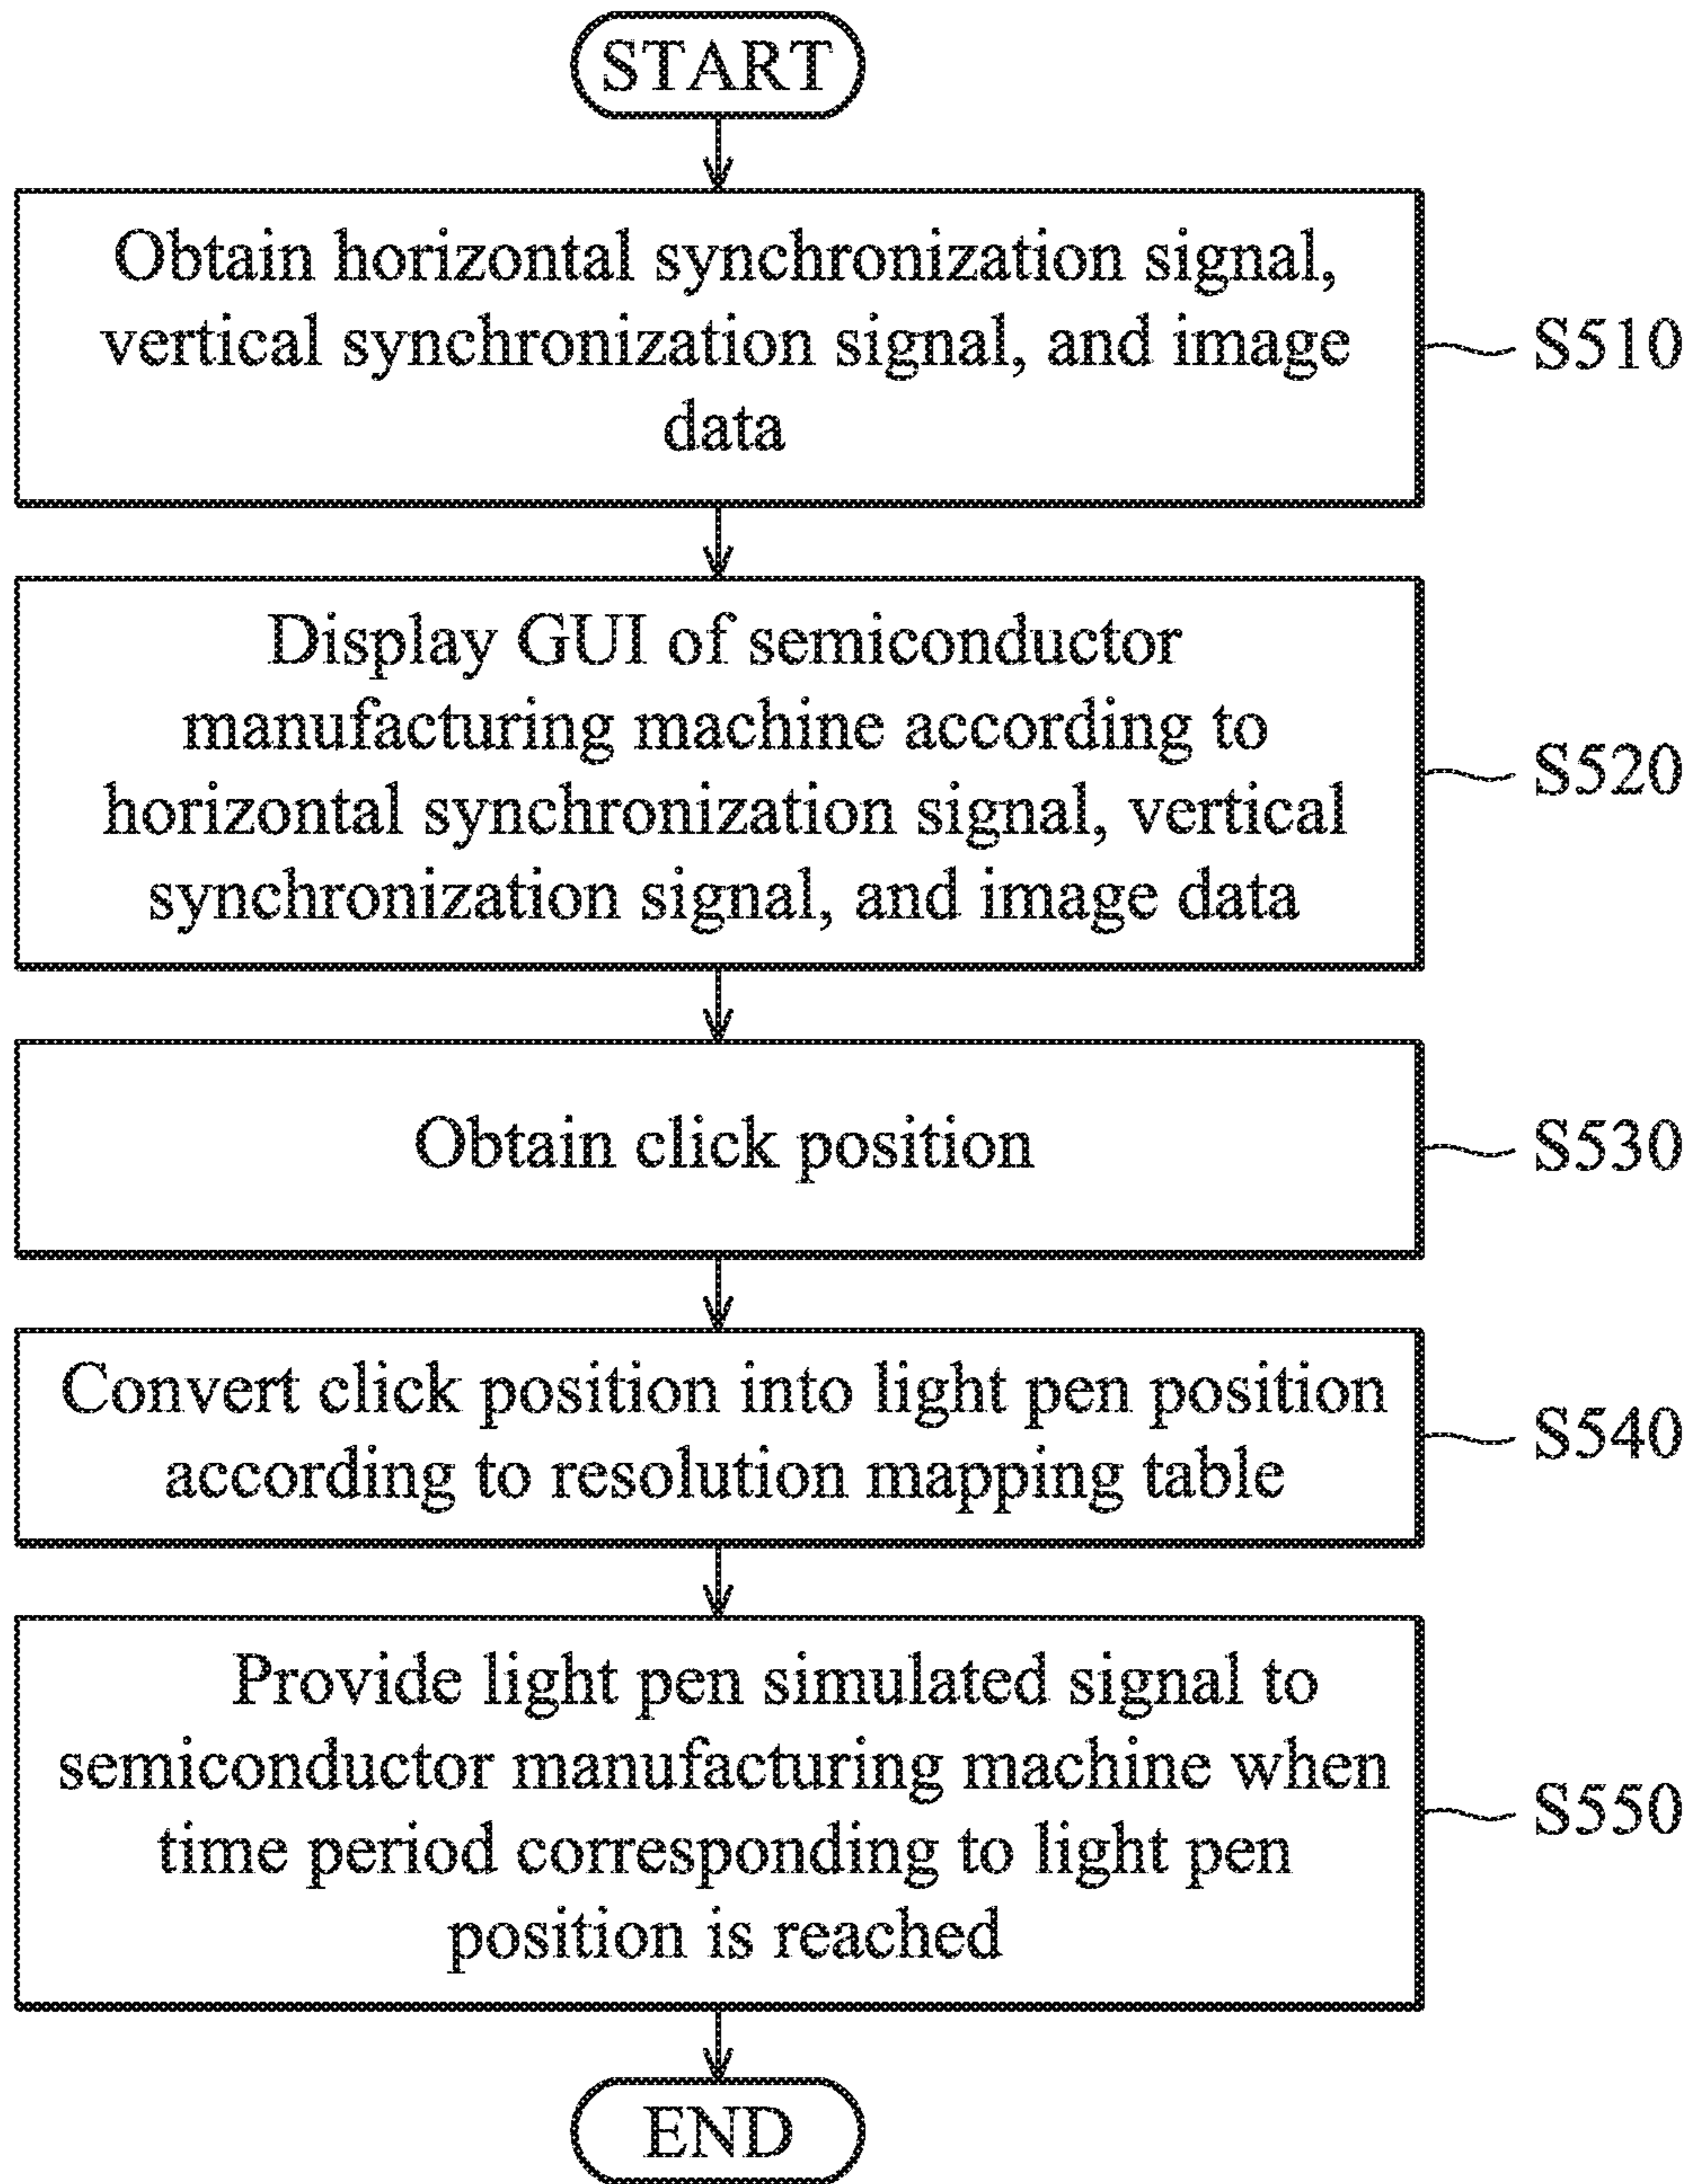 START
Obtain horizontal synchronization signal,
vertical synchronization signal, and image
data
S510
Display GUI of semiconductor
manufacturing machine according to
horizontal synchronization signal, vertical
synchronization signal, and image data
S520
Obtain click position
S530
Convert click position into light pen position
according to resolution mapping table
S540
Provide light pen simulated signal to
semiconductor manufacturing machine when
time period corresponding to light pen
position is reached
S550
END